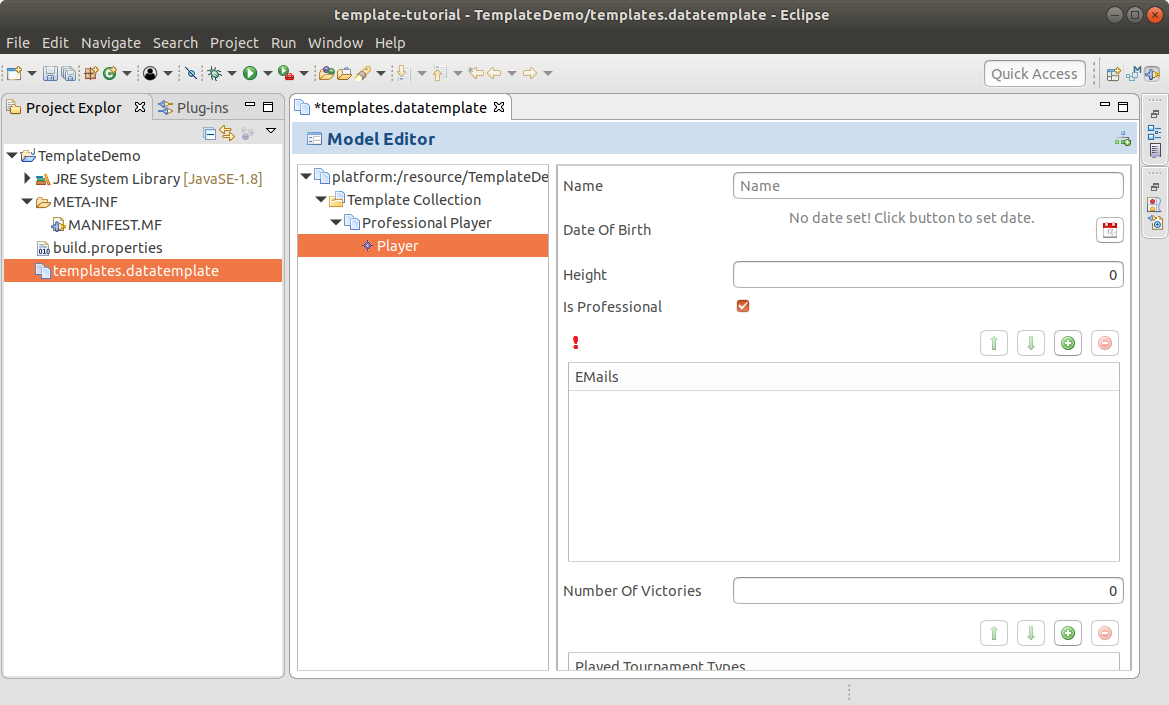 template-tutorial - TemplateDemo/templates.datatemplate - Eclipse
File Edit Navigate Search Project Run Window Help
Quick Access
Project Explor Plug-ins
*templates.datatemplate
TemplateDemo
JRE System Library [JavaSE-1.8]
META-INF
MANIFEST.MF
build.properties
templates.datatemplate
Model Editor
platform:/resource/TemplateDe
Template Collection
Professional Player
Player
Name Name
Date Of Birth No date set! Click button to set date.
Height 0
Is Professional
EMails
Number Of Victories 0
Played Tournament Types